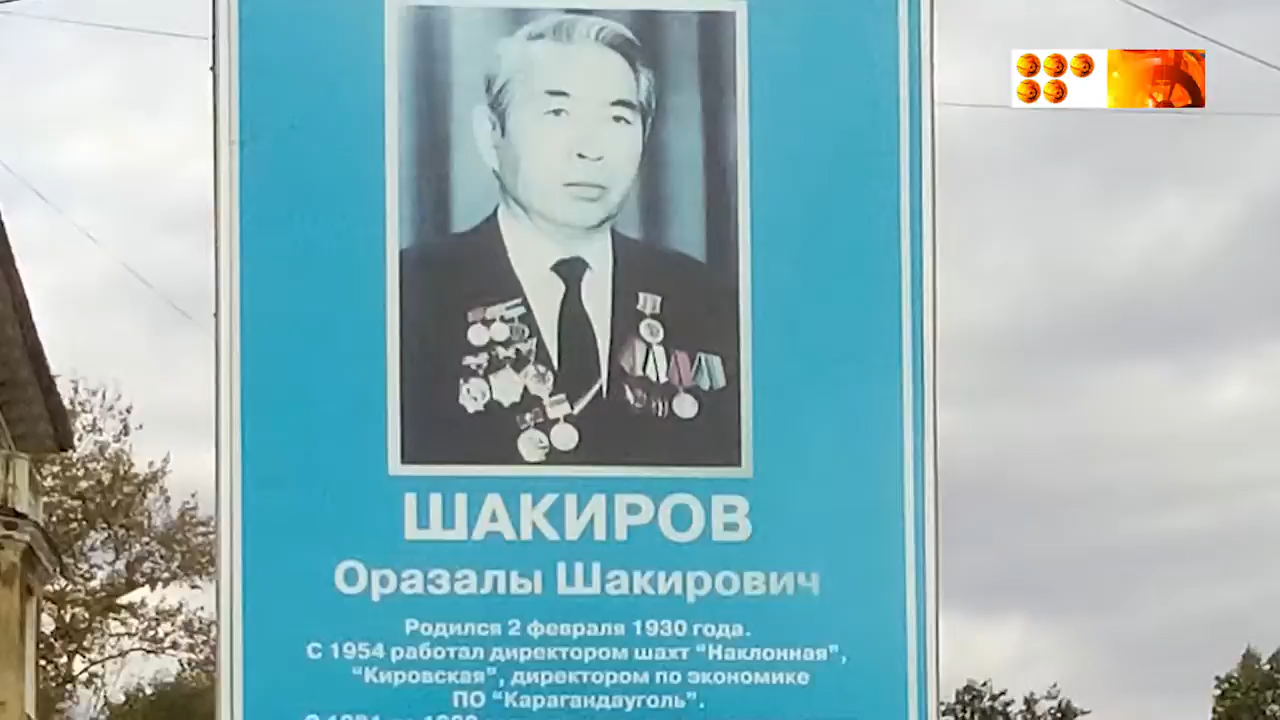 ШАКИРОВ
Оразалы Шакирович
Родился 2 февраля 1930 года.
С 1954 работал директором шахт “Наклонная”,
“Кировская”, директором по экономике
ПО “Карагандауголь”.